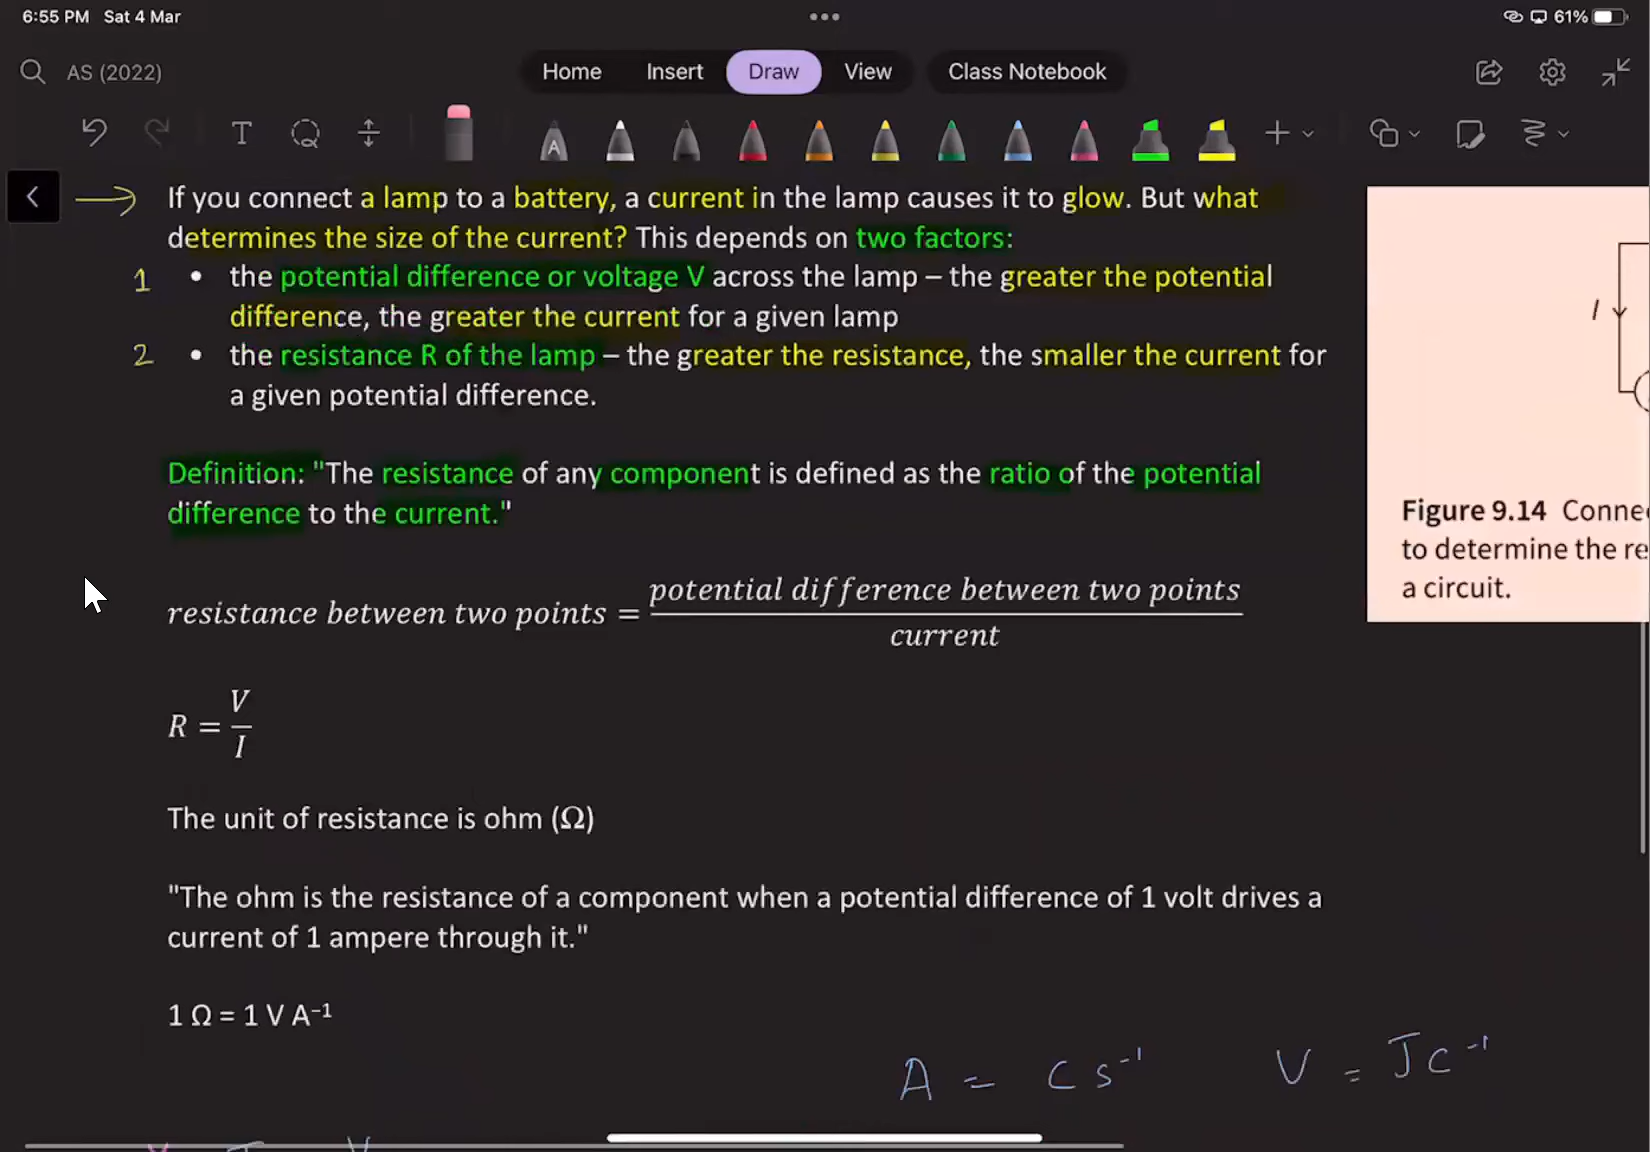 6:55 PM Sat 4 Mar
61%
AS (2022)
Home Insert Draw View Class Notebook
T
A
If you connect a lamp to a battery, a current in the lamp causes it to glow. But what
determines the size of the current? This depends on two factors:
1 • the potential difference or voltage V across the lamp – the greater the potential
difference, the greater the current for a given lamp
2 • the resistance R of the lamp – the greater the resistance, the smaller the current for
a given potential difference.
I
Definition: "The resistance of any component is defined as the ratio of the potential
difference to the current."
Figure 9.14 Conne
to determine the re
a circuit.
resistance between two points = potential difference between two points
current
R = V
I
The unit of resistance is ohm (Ω)
"The ohm is the resistance of a component when a potential difference of 1 volt drives a
current of 1 ampere through it."
1 Ω = 1 V A⁻¹
A = C s⁻¹ V = J C⁻¹